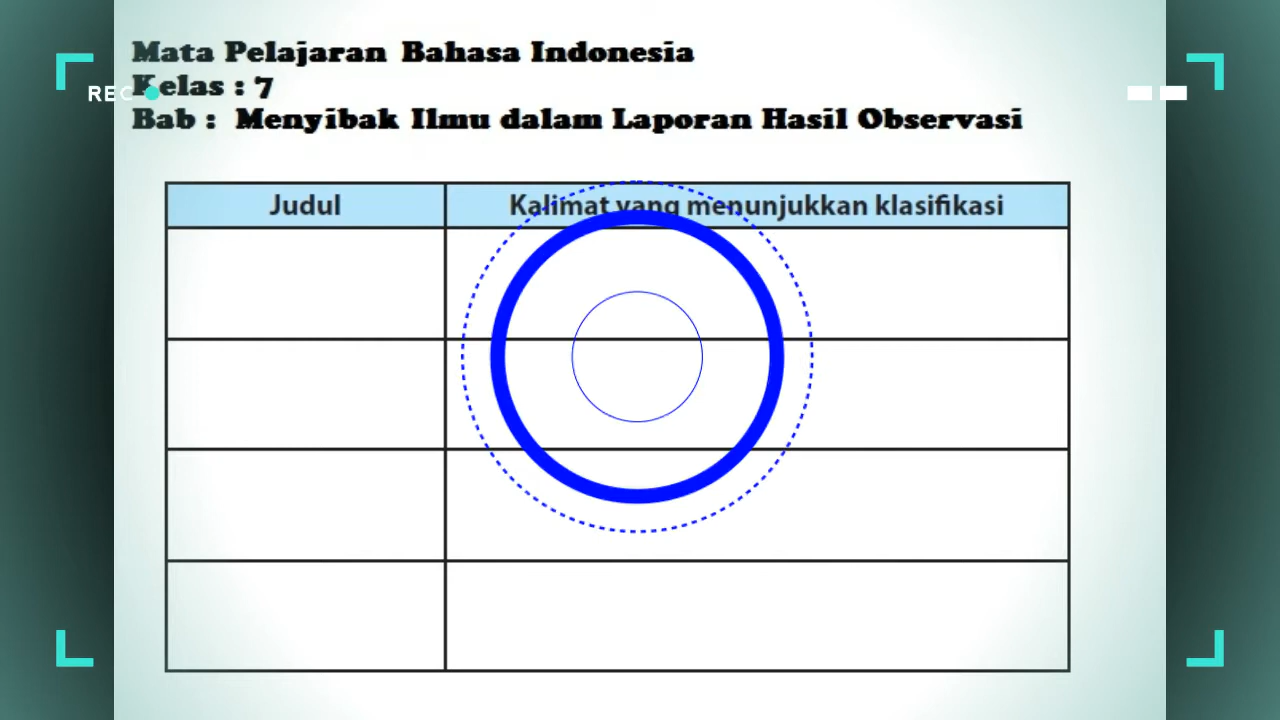 Mata Pelajaran Bahasa Indonesia
Kelas : 7
REC
Bab : Menyibak Ilmu dalam Laporan Hasil Observasi
Judul
Kalimat yang menunjukkan klasifikasi